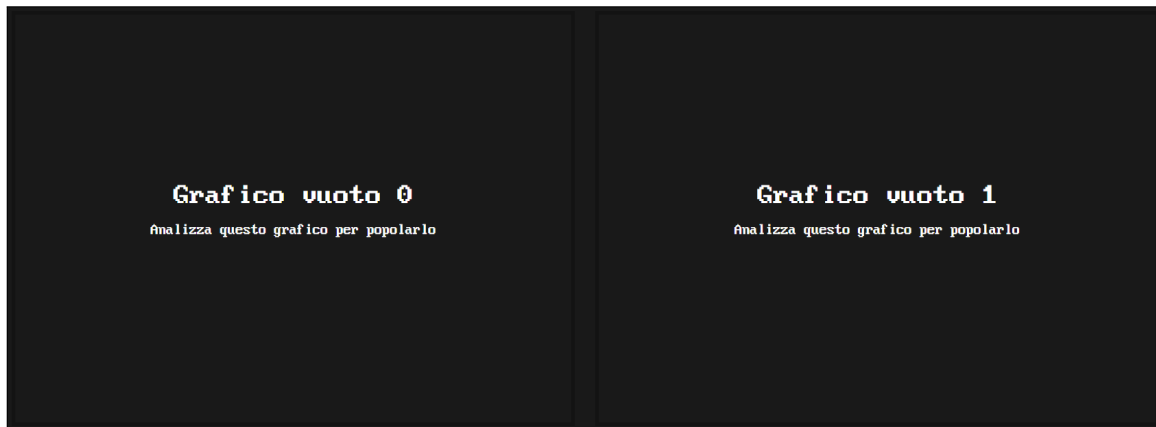 Grafico vuoto 0
Analizza questo grafico per popolarlo
Grafico vuoto 1
Analizza questo grafico per popolarlo